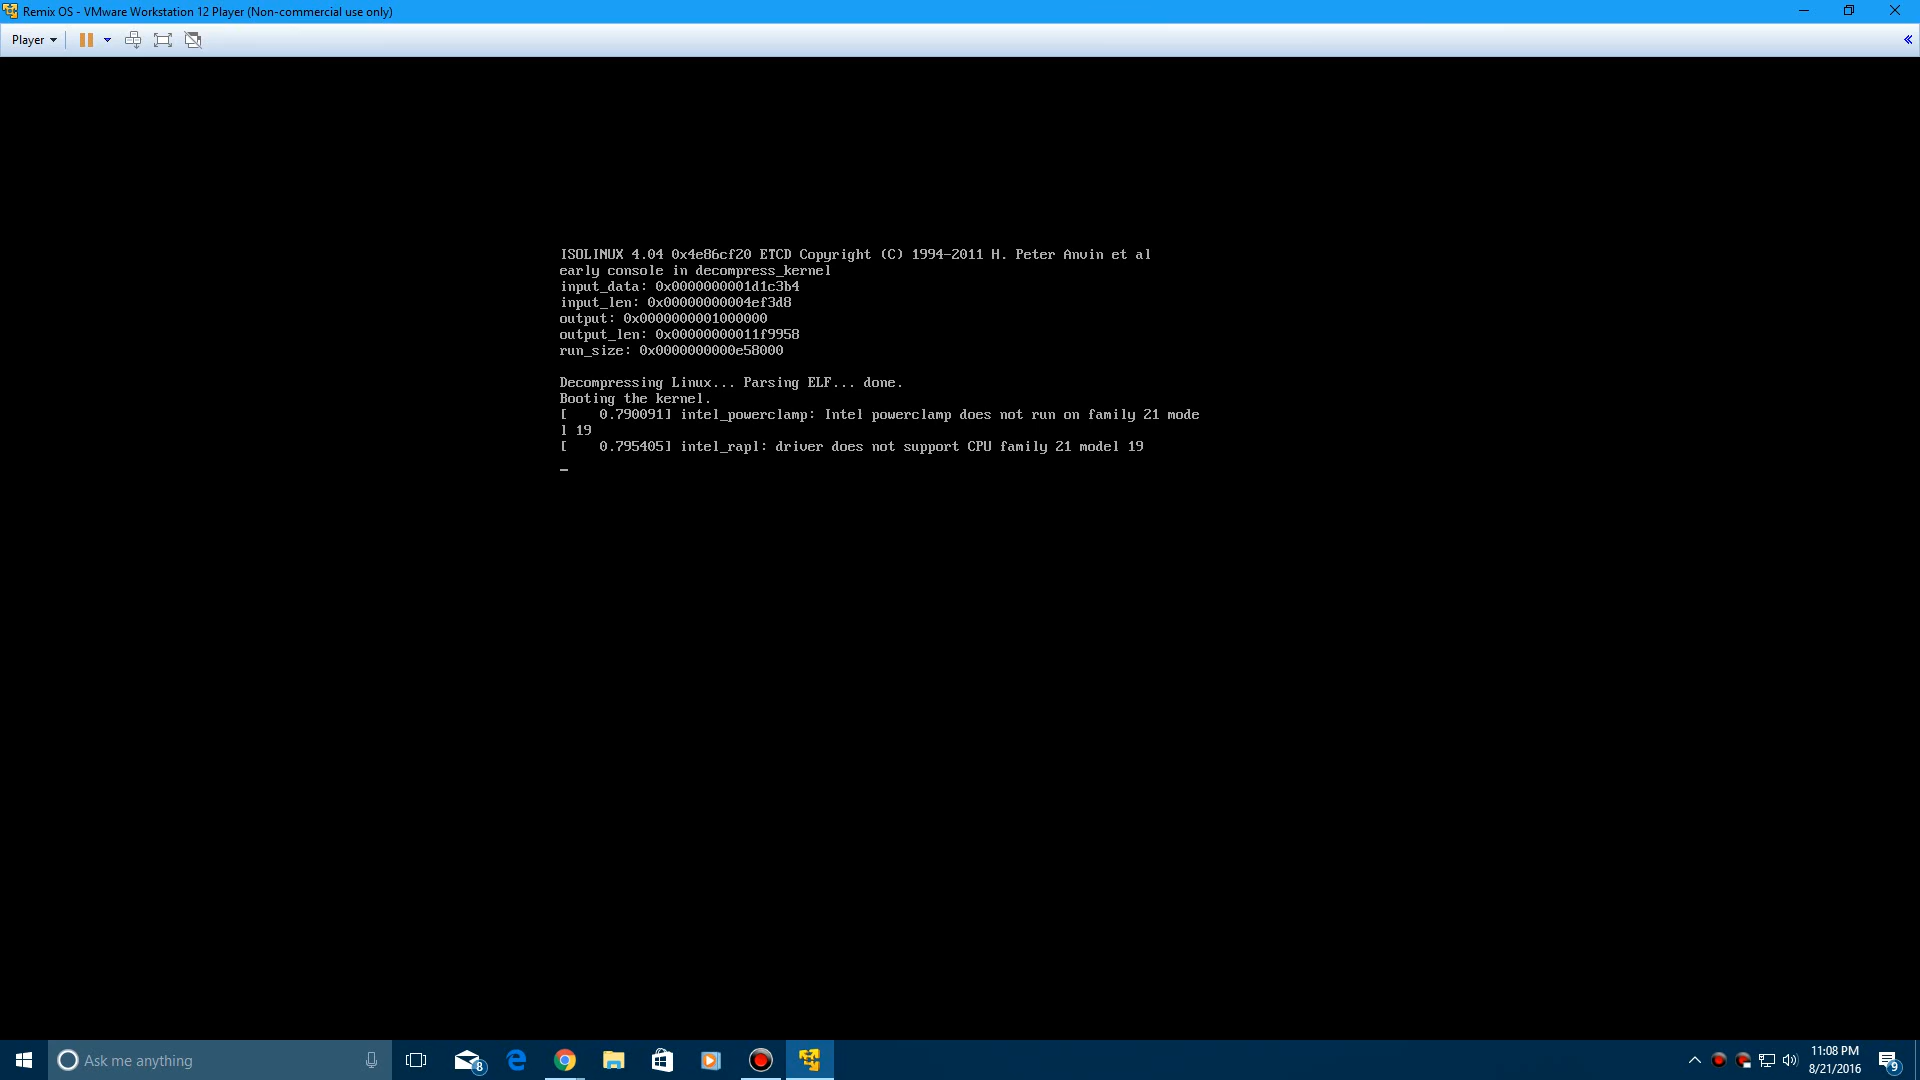 Remix OS - VMware Workstation 12 Player (Non-commercial use only)
Player
ISOLINUX 4.04 0x4e86cf20 ETCD Copyright (C) 1994-2011 H. Peter Anvin et al
early console in decompress_kernel
input_data: 0x0000000001d1c3b4
input_len: 0x00000000004ef3d8
output: 0x0000000001000000
output_len: 0x00000000011f9958
run_size: 0x0000000000e58000
Decompressing Linux... Parsing ELF... done.
Booting the kernel.
[    0.790091] intel_powerclamp: Intel powerclamp does not run on family 21 mode
l 19
[    0.795405] intel_rapl: driver does not support CPU family 21 model 19
_
Ask me anything
8
11:08 PM
8/21/2016
9